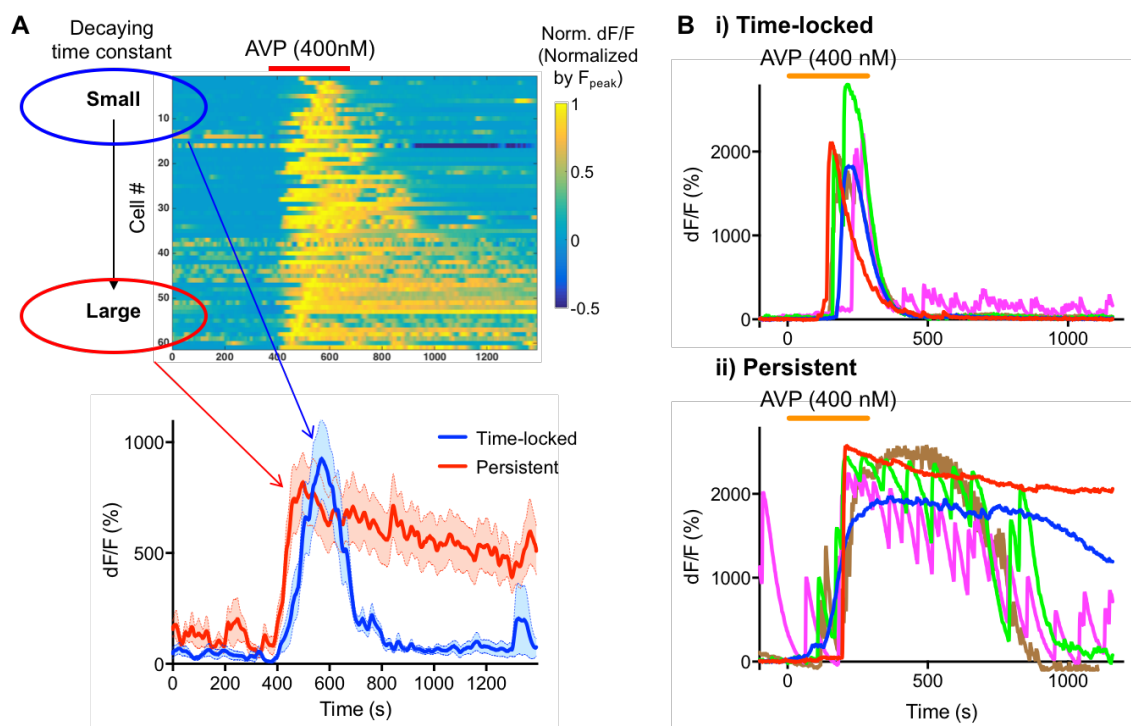 A
Decaying
time constant
Small
Large
AVP (400nM)
Norm. dF/F
(Normalized
by Fpeak)
1
0.5
0
-0.5
Cell #
10
20
30
40
50
60
0 200 400 600 800 1000 1200
Time-locked
Persistent
dF/F (%)
1000
500
0
0 200 400 600 800 1000 1200
Time (s)
B i) Time-locked
AVP (400 nM)
dF/F (%)
2000
1000
0
0 500 1000
ii) Persistent
AVP (400 nM)
dF/F (%)
2000
1000
0
0 500 1000
Time (s)